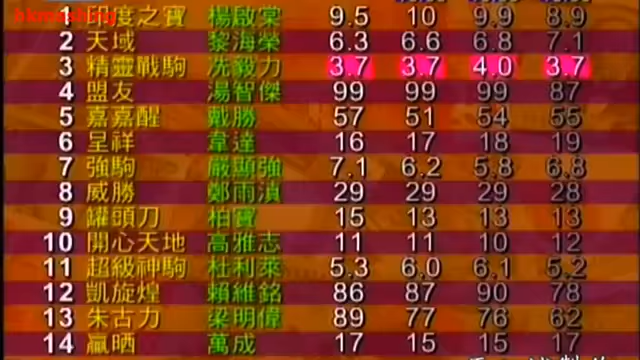 hkmashing
1 印度之寶 楊啟棠 9.5 10 9.9 8.9
2 天域 黎海榮 6.3 6.6 6.8 7.1
3 精靈戰駒 冼毅力 3.7 3.7 4.0 3.7
4 盟友 湯智傑 99 99 99 87
5 嘉嘉醒 戴勝 57 51 54 55
6 呈祥 韋達 16 17 18 19
7 強駒 嚴顯強 7.1 6.2 5.8 6.8
8 威勝 鄭雨滇 29 29 29 28
9 罐頭刀 柏寶 15 13 13 13
10 開心天地 高雅志 11 11 10 12
11 超級神駒 杜利萊 5.3 6.0 6.1 5.2
12 凱旋煌 賴維銘 86 87 90 78
13 朱古力 梁明偉 89 77 76 62
14 贏晒 萬成 17 15 15 17